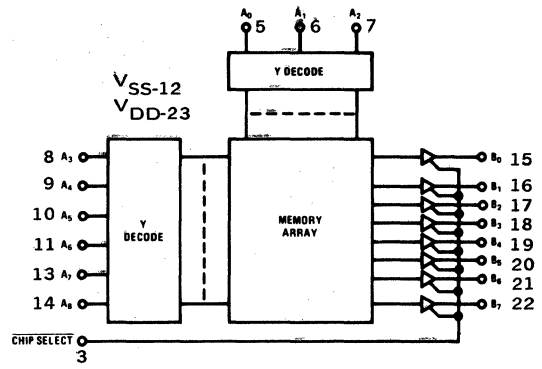 A0 5 A1 6 A2 7
Y DECODE
VSS-12
VDD-23
8 A3
9 A4
10 A5
11 A6
13 A7
14 A8
Y
DECODE
MEMORY
ARRAY
B0 15
B1 16
B2 17
B3 18
B4 19
B5 20
B6 21
B7 22
CHIP SELECT
3